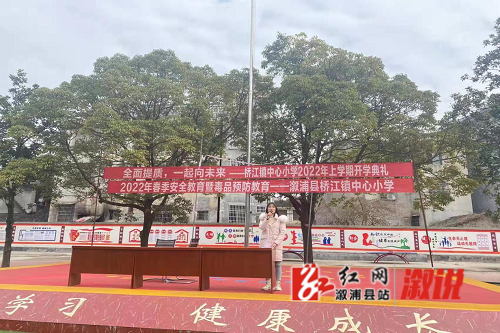 全面提质，一起向未来——桥江镇中心小学2022年上学期开学典礼
2022年春季安全教育暨毒品预防教育——溆浦县桥江镇中心小学
红网 溆说
溆浦县站
学习 健康 成长